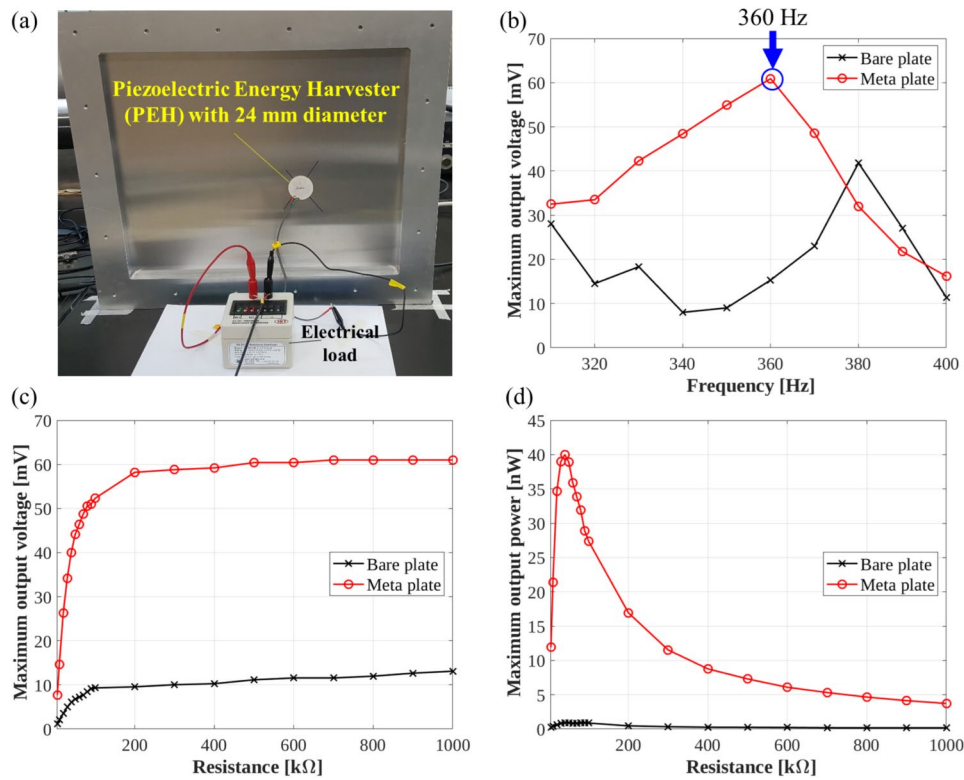 (a)
Piezoelectric Energy Harvester
(PEH) with 24 mm diameter
Electrical
load
(b)
360 Hz
Maximum output voltage [mV]
70
60
50
40
30
20
10
0
320
340
360
380
400
Frequency [Hz]
Bare plate
Meta plate
(c)
Maximum output voltage [mV]
70
60
50
40
30
20
10
0
200
400
600
800
1000
Resistance [kΩ]
Bare plate
Meta plate
(d)
Maximum output power [nW]
45
40
35
30
25
20
15
10
5
0
200
400
600
800
1000
Resistance [kΩ]
Bare plate
Meta plate